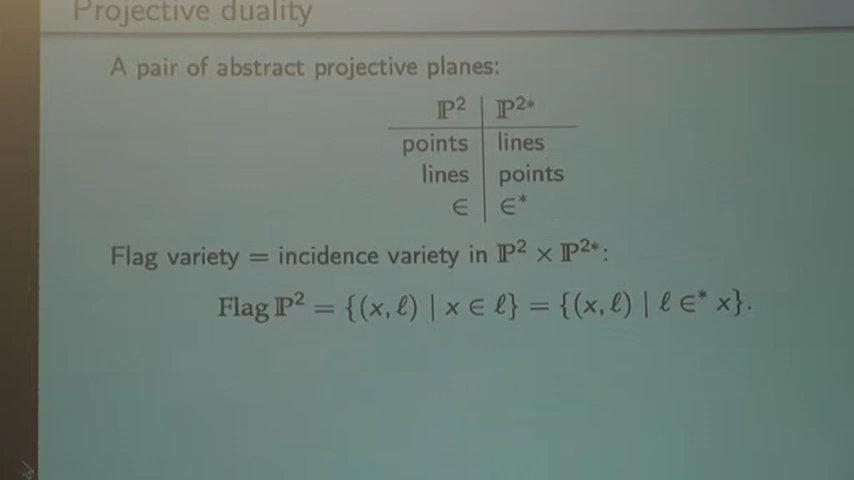 Projective duality
A pair of abstract projective planes:
ℙ² | ℙ²*
points | lines
lines | points
∈ | ∈*
Flag variety = incidence variety in ℙ² × ℙ²*:
Flag ℙ² = {(x, ℓ) | x ∈ ℓ} = {(x, ℓ) | ℓ ∈* x}.